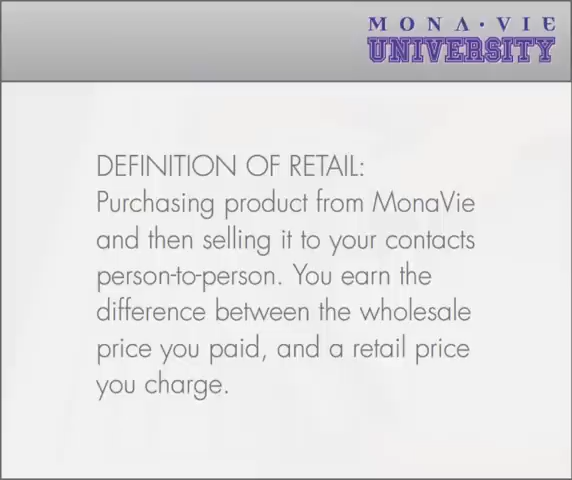 MONA·VIE
UNIVERSITY
DEFINITION OF RETAIL:
Purchasing product from MonaVie
and then selling it to your contacts
person-to-person. You earn the
difference between the wholesale
price you paid, and a retail price
you charge.